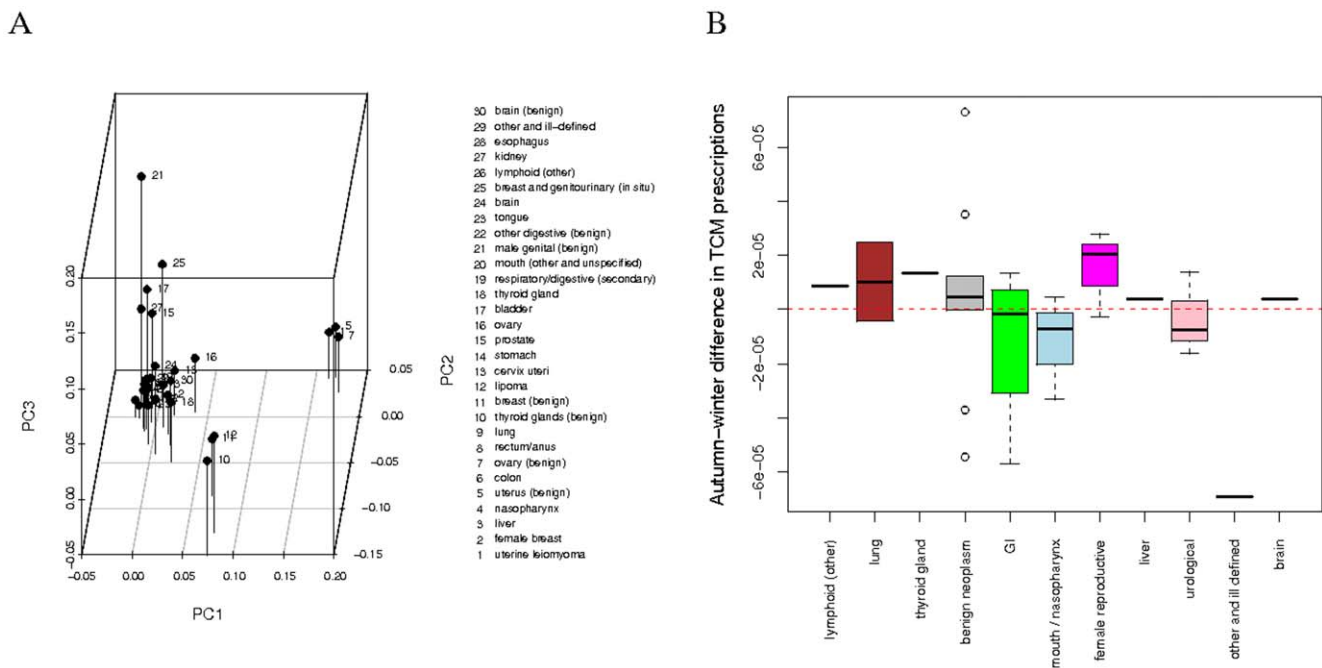 A
B
30 brain (benign)
29 other and ill-defined
28 esophagus
27 kidney
26 lymphoid (other)
25 breast and genitourinary (in situ)
24 brain
23 tongue
22 other digestive (benign)
21 male genital (benign)
20 mouth (other and unspecified)
19 respiratory/digestive (secondary)
18 thyroid gland
17 bladder
16 ovary
15 prostate
14 stomach
13 cervix uteri
12 lipoma
11 breast (benign)
10 thyroid glands (benign)
9 lung
8 rectum/anus
7 ovary (benign)
6 colon
5 uterus (benign)
4 nasopharynx
3 liver
2 female breast
1 uterine leiomyoma
21
25
17
27
15
5
7
24
16
30
18
12
10
PC3
0.20
0.15
0.10
0.05
0.00
-0.05
PC2
0.05
0.00
-0.05
-0.10
-0.15
-0.05 0.00 0.05 0.10 0.15 0.20
PC1
Autumn-winter difference in TCM prescriptions
6e-05
2e-05
-2e-05
-6e-05
lymphoid (other)
lung
thyroid gland
benign neoplasm
GI
mouth / nasopharynx
female reproductive
liver
urological
other and ill defined
brain